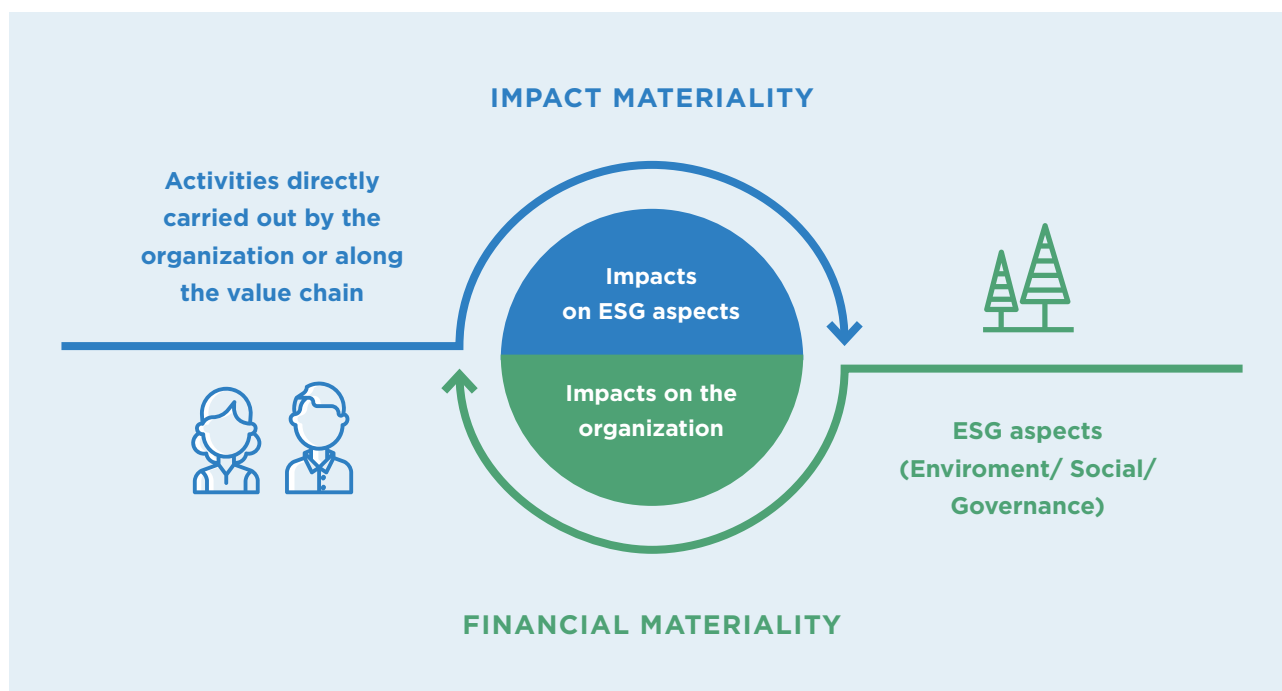 IMPACT MATERIALITY
Activities directly
carried out by the
organization or along
the value chain
Impacts
on ESG aspects
Impacts on the
organization
ESG aspects
(Enviroment/ Social/
Governance)
FINANCIAL MATERIALITY